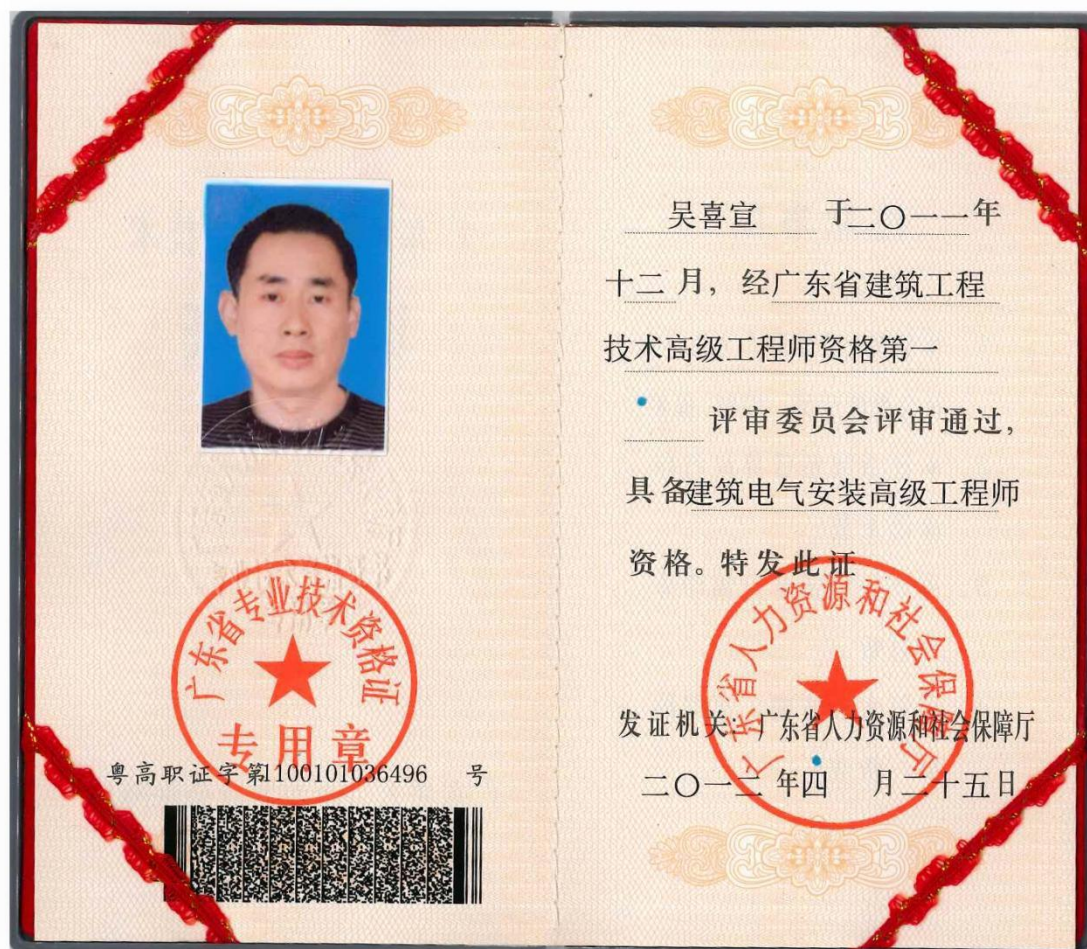 广东省专业技术资格证
专用章
粤高职证字第1100101036496 号
吴喜宣 于二〇一一年
十二月，经广东省建筑工程
技术高级工程师资格第一
评审委员会评审通过，
具备建筑电气安装高级工程师
资格。特发此证
广东省人力资源和社会保障厅
发证机关：广东省人力资源和社会保障厅
二〇一二年四 月二十五日